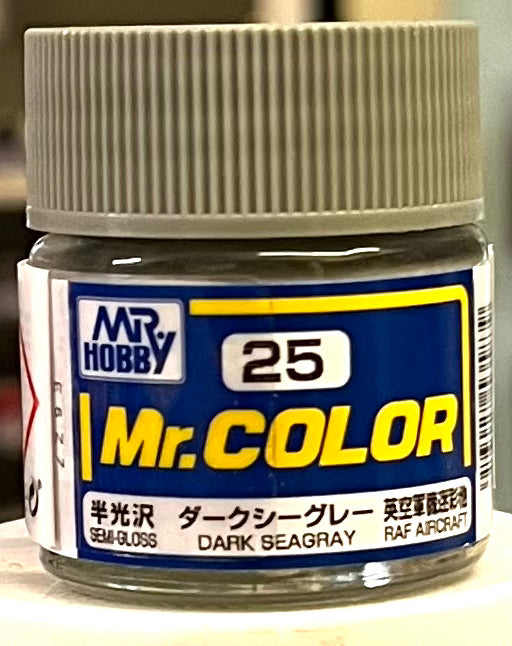 MR.
HOBBY
25
Mr.COLOR
半光沢 ダークシーグレー 英空軍機迷彩他
SEMI-GLOSS DARK SEAGRAY RAF AIRCRAFT